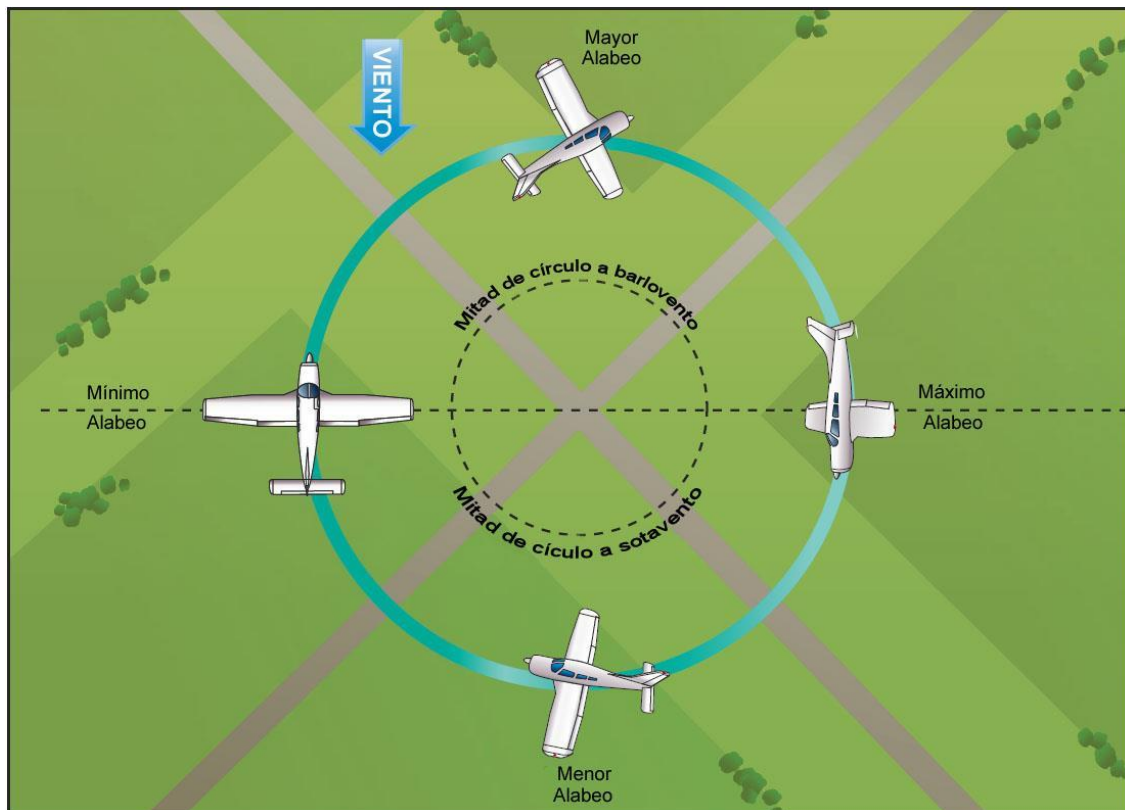 Mayor
Alabeo
VIENTO
Mitad de círculo a barlovento
Mínimo
Alabeo
Máximo
Alabeo
Mitad de cículo a sotavento
Menor
Alabeo